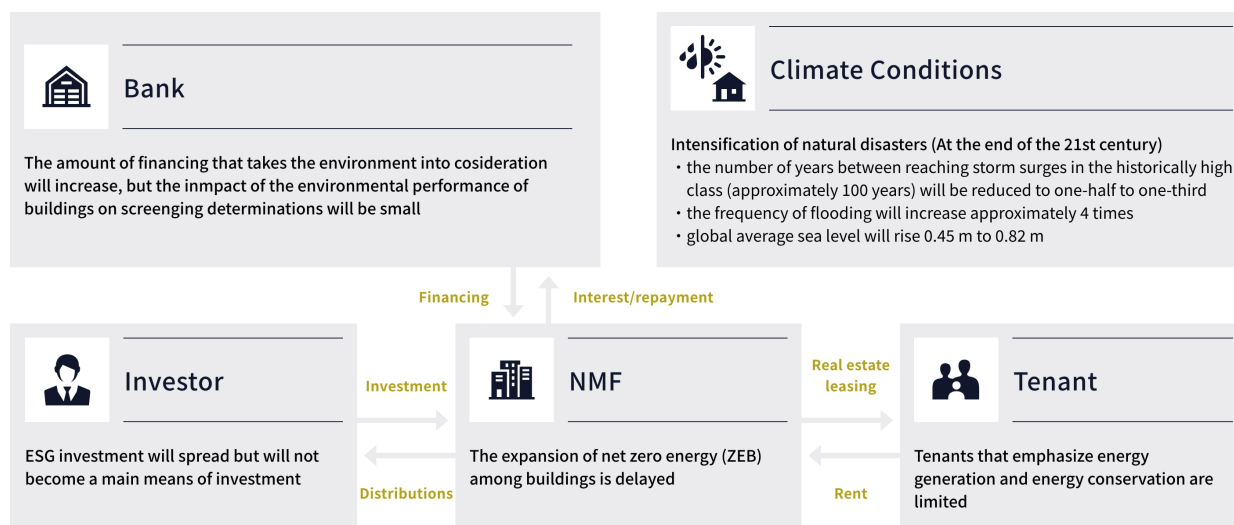 Bank
The amount of financing that takes the environment into cosideration
will increase, but the inmpact of the environmental performance of
buildings on screenging determinations will be small
Climate Conditions
Intensification of natural disasters (At the end of the 21st century)
・the number of years between reaching storm surges in the historically high
class (approximately 100 years) will be reduced to one-half to one-third
・the frequency of flooding will increase approximately 4 times
・global average sea level will rise 0.45 m to 0.82 m
Financing
Interest/repayment
Investor
ESG investment will spread but will not
become a main means of investment
Investment
Distributions
NMF
The expansion of net zero energy (ZEB)
among buildings is delayed
Real estate
leasing
Rent
Tenant
Tenants that emphasize energy
generation and energy conservation are
limited